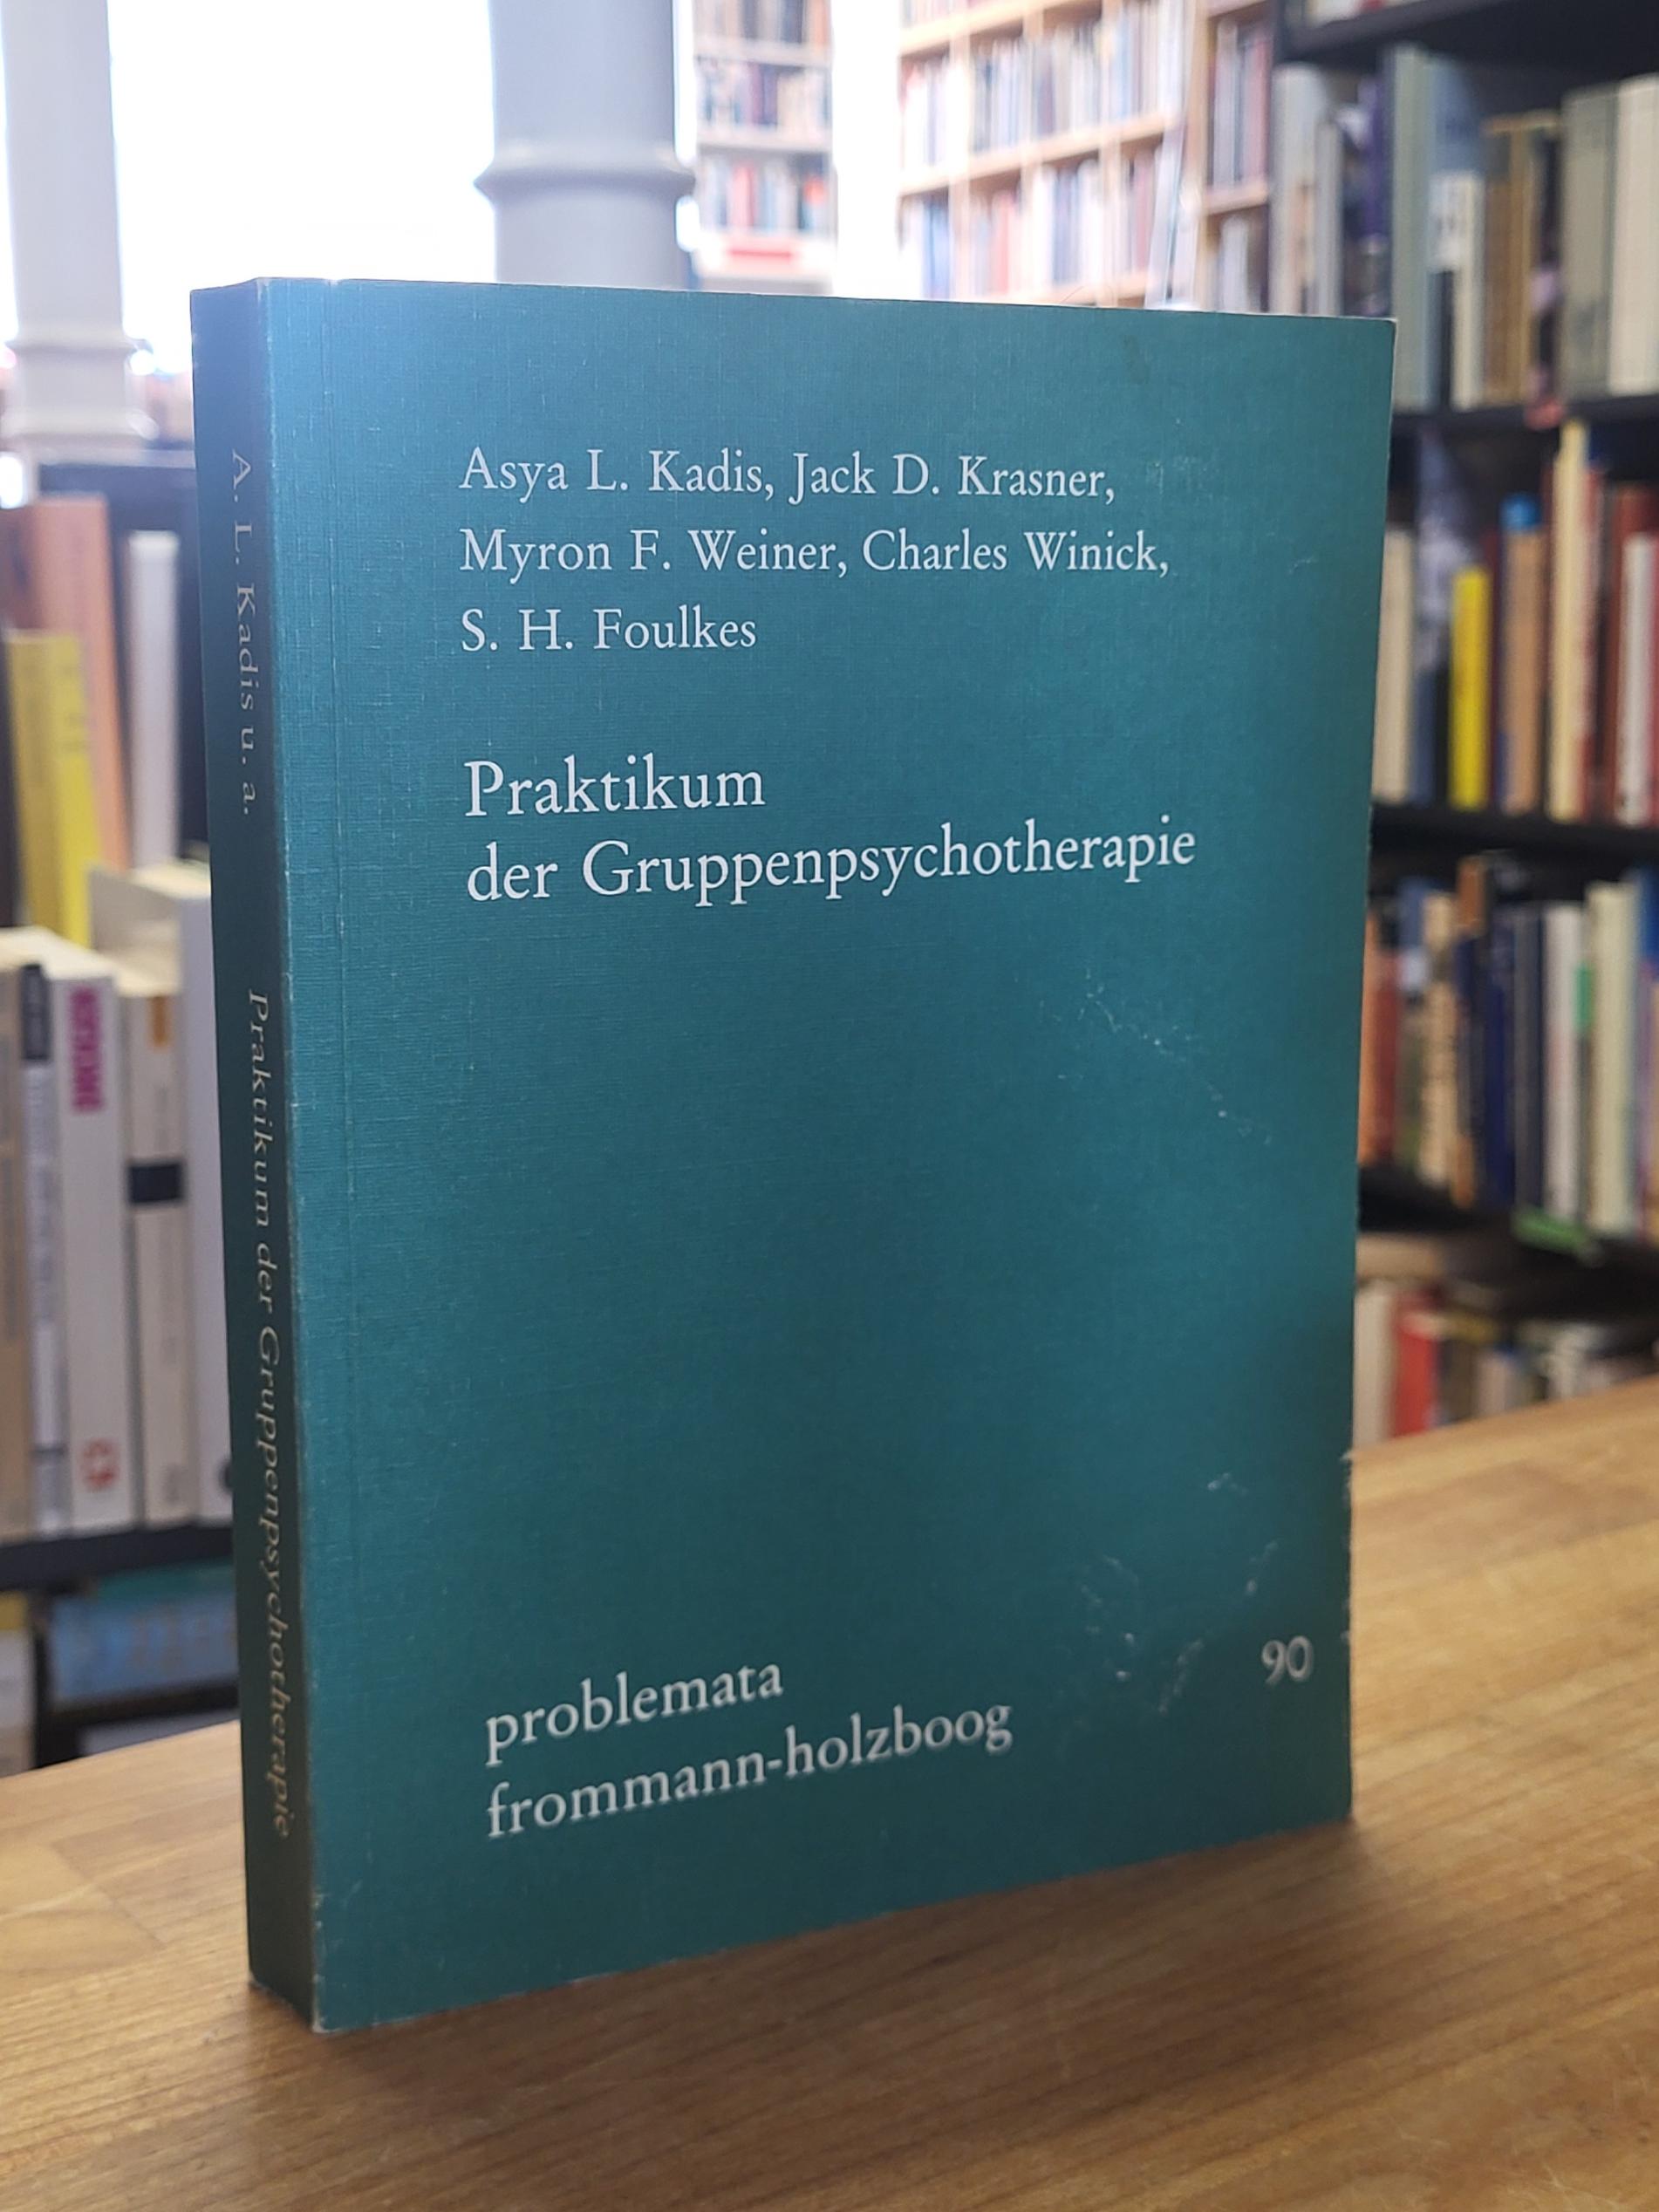 Asya L. Kadis, Jack D. Krasner,
Myron F. Weiner, Charles Winick,
S. H. Foulkes
Praktikum
der Gruppenpsychotherapie
problemata
frommann-holzboog
90
A. L. Kadis u. a.
Praktikum der Gruppenpsychotherapie